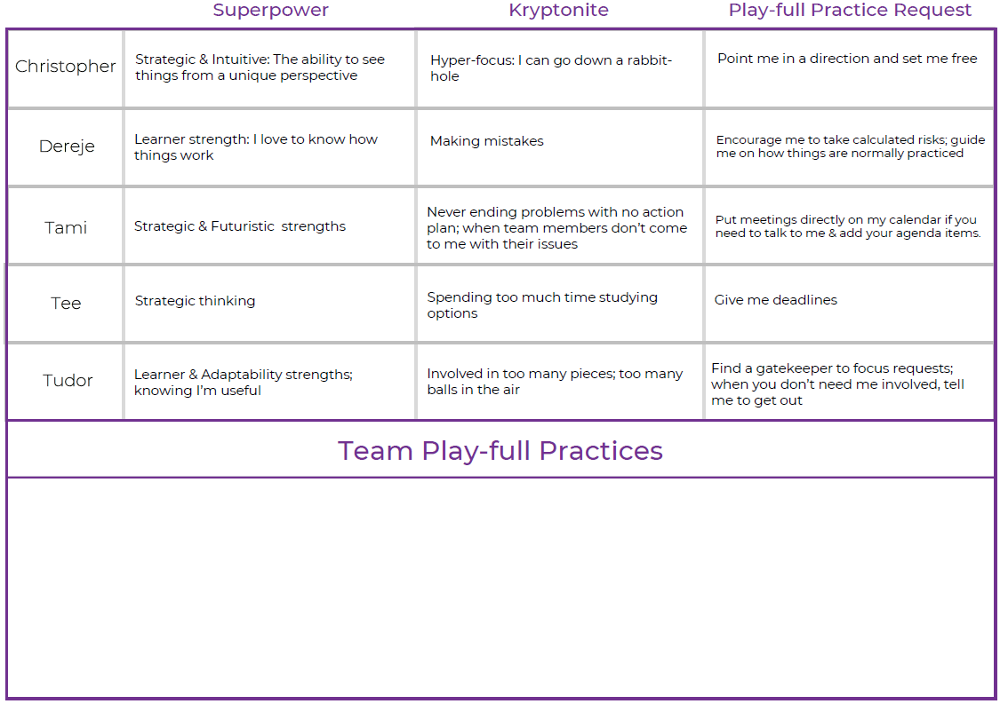 Superpower
Kryptonite
Play-full Practice Request
Christopher
Strategic & Intuitive: The ability to see
things from a unique perspective
Hyper-focus: I can go down a rabbit-
hole
Point me in a direction and set me free
Dereje
Learner strength: I love to know how
things work
Making mistakes
Encourage me to take calculated risks; guide
me on how things are normally practiced
Tami
Strategic & Futuristic  strengths
Never ending problems with no action
plan; when team members don’t come
to me with their issues
Put meetings directly on my calendar if you
need to talk to me & add your agenda items.
Tee
Strategic thinking
Spending too much time studying
options
Give me deadlines
Tudor
Learner & Adaptability strengths;
knowing I’m useful
Involved in too many pieces; too many
balls in the air
Find a gatekeeper to focus requests;
when you don’t need me involved, tell
me to get out
Team Play-full Practices